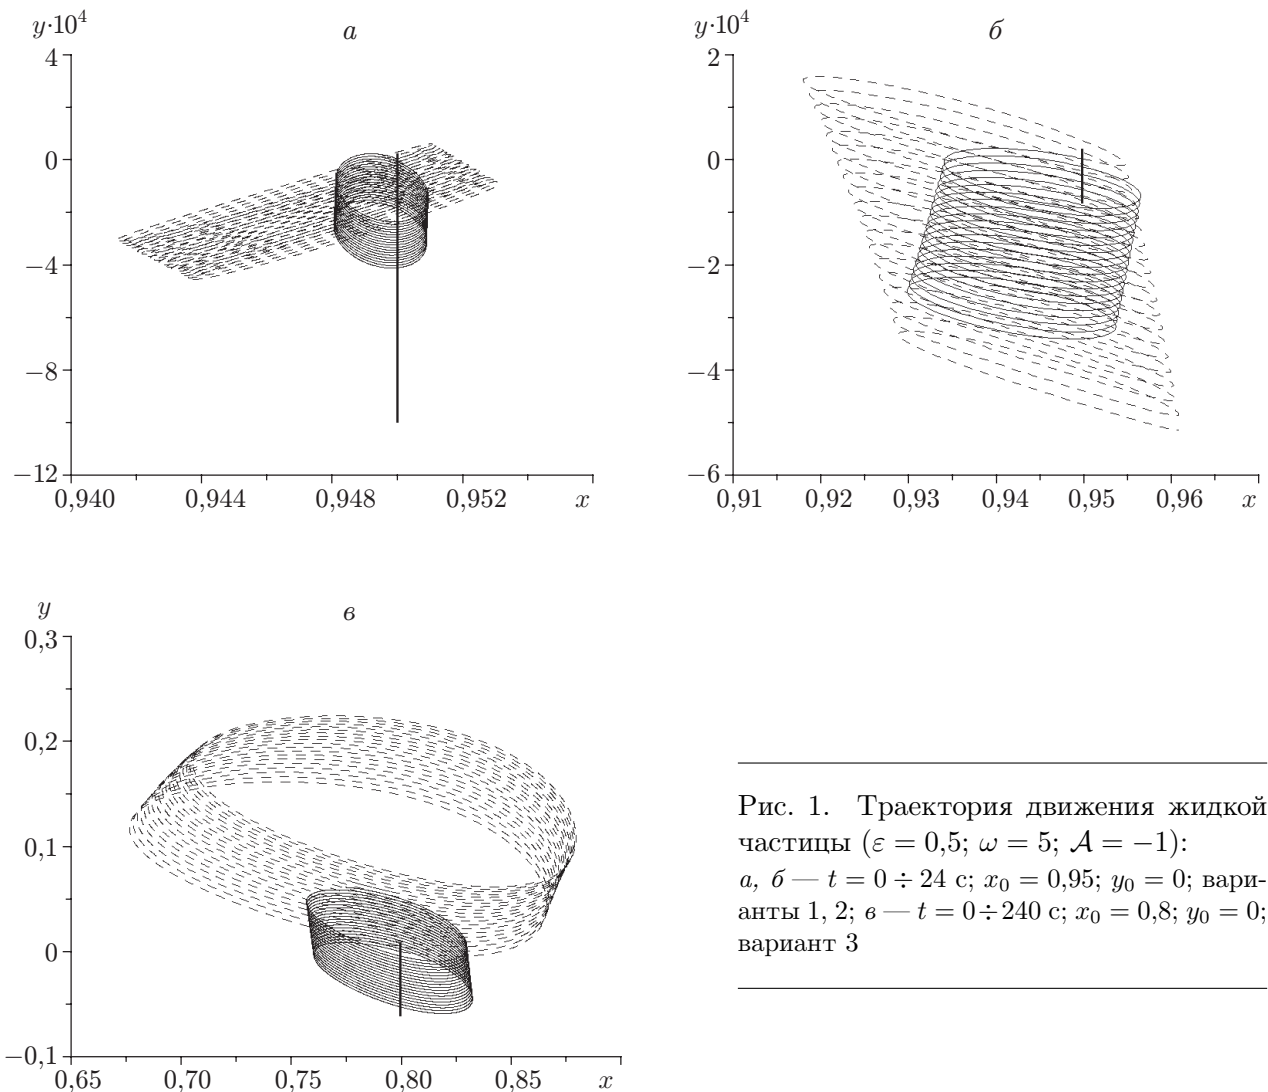 y·10⁴
а
4
0
−4
−8
−12
0,940 0,944 0,948 0,952 x
y·10⁴
б
2
0
−2
−4
−6
0,91 0,92 0,93 0,94 0,95 0,96 x
y
в
0,3
0,2
0,1
0
−0,1
0,65 0,70 0,75 0,80 0,85 x
Рис. 1. Траектория движения жидкой
частицы (ε = 0,5; ω = 5; 𝒜 = −1):
а, б — t = 0 ÷ 24 с; x₀ = 0,95; y₀ = 0; вари-
анты 1, 2; в — t = 0÷240 с; x₀ = 0,8; y₀ = 0;
вариант 3